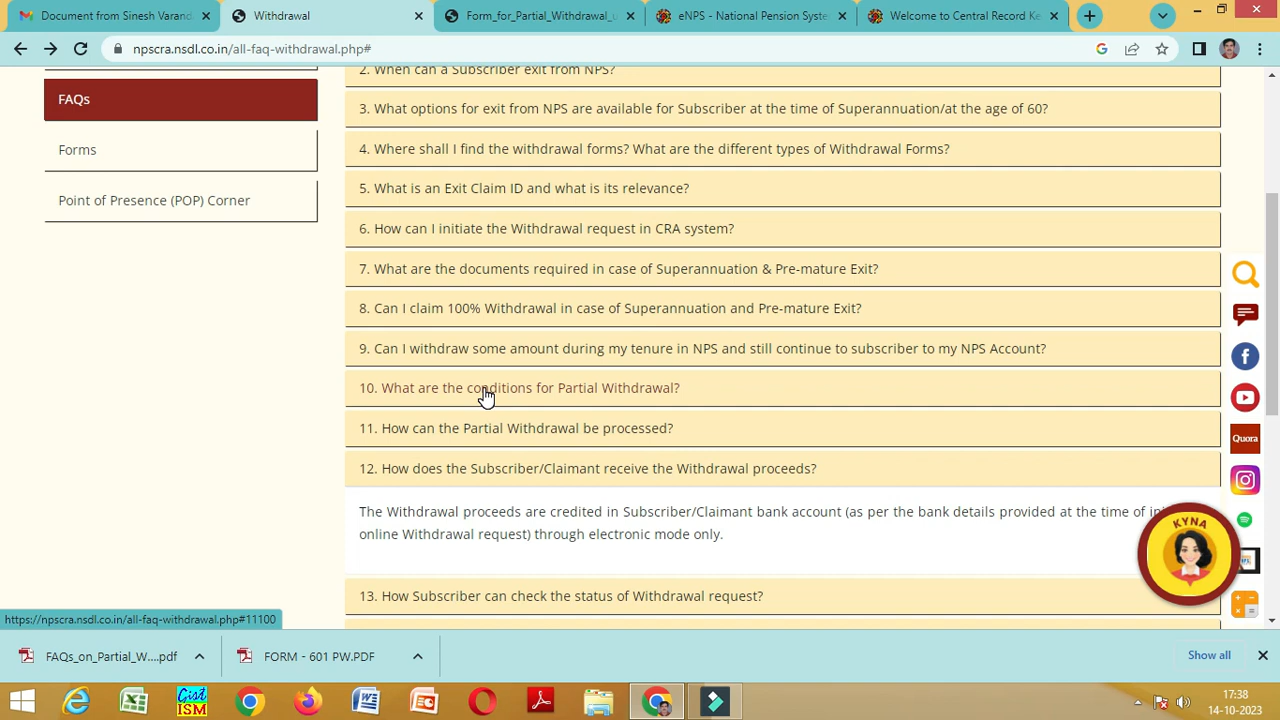 Document from Sinesh Varand
Withdrawal
Form_for_Partial_Withdrawal_u
eNPS - National Pension Syste
Welcome to Central Record Ke
npscra.nsdl.co.in/all-faq-withdrawal.php#
FAQs
Forms
Point of Presence (POP) Corner
2. When can a Subscriber exit from NPS?
3. What options for exit from NPS are available for Subscriber at the time of Superannuation/at the age of 60?
4. Where shall I find the withdrawal forms? What are the different types of Withdrawal Forms?
5. What is an Exit Claim ID and what is its relevance?
6. How can I initiate the Withdrawal request in CRA system?
7. What are the documents required in case of Superannuation & Pre-mature Exit?
8. Can I claim 100% Withdrawal in case of Superannuation and Pre-mature Exit?
9. Can I withdraw some amount during my tenure in NPS and still continue to subscriber to my NPS Account?
10. What are the conditions for Partial Withdrawal?
11. How can the Partial Withdrawal be processed?
12. How does the Subscriber/Claimant receive the Withdrawal proceeds?
The Withdrawal proceeds are credited in Subscriber/Claimant bank account (as per the bank details provided at the time of
online Withdrawal request) through electronic mode only.
13. How Subscriber can check the status of Withdrawal request?
Quora
KYNA
https://npscra.nsdl.co.in/all-faq-withdrawal.php#11100
FAQs_on_Partial_W....pdf
FORM - 601 PW.PDF
Show all
Gist
ISM
17:38
14-10-2023